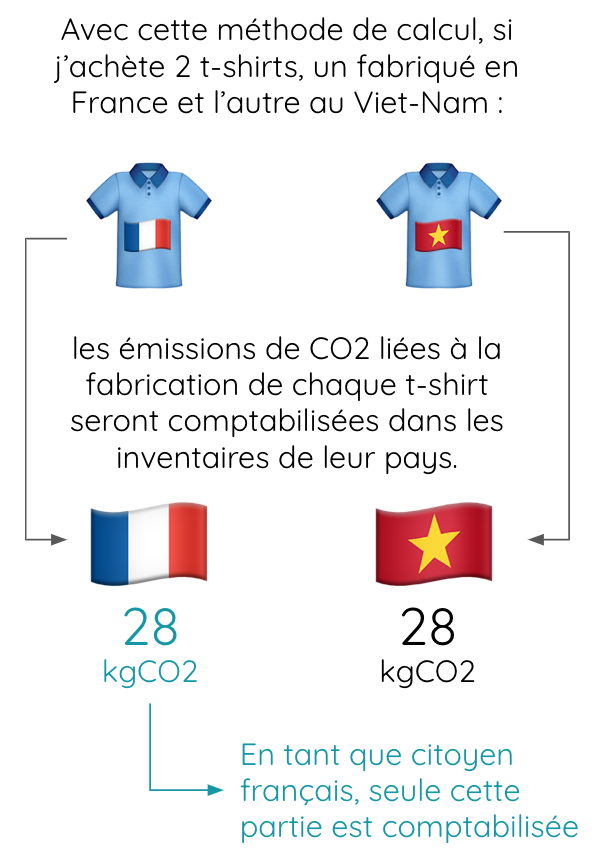 Avec cette méthode de calcul, si
j'achète 2 t-shirts, un fabriqué en
France et l'autre au Viet-Nam :
les émissions de CO2 liées à la
fabrication de chaque t-shirt
seront comptabilisées dans les
inventaires de leur pays.
28
kgCO2
28
kgCO2
En tant que citoyen
français, seule cette
partie est comptabilisée